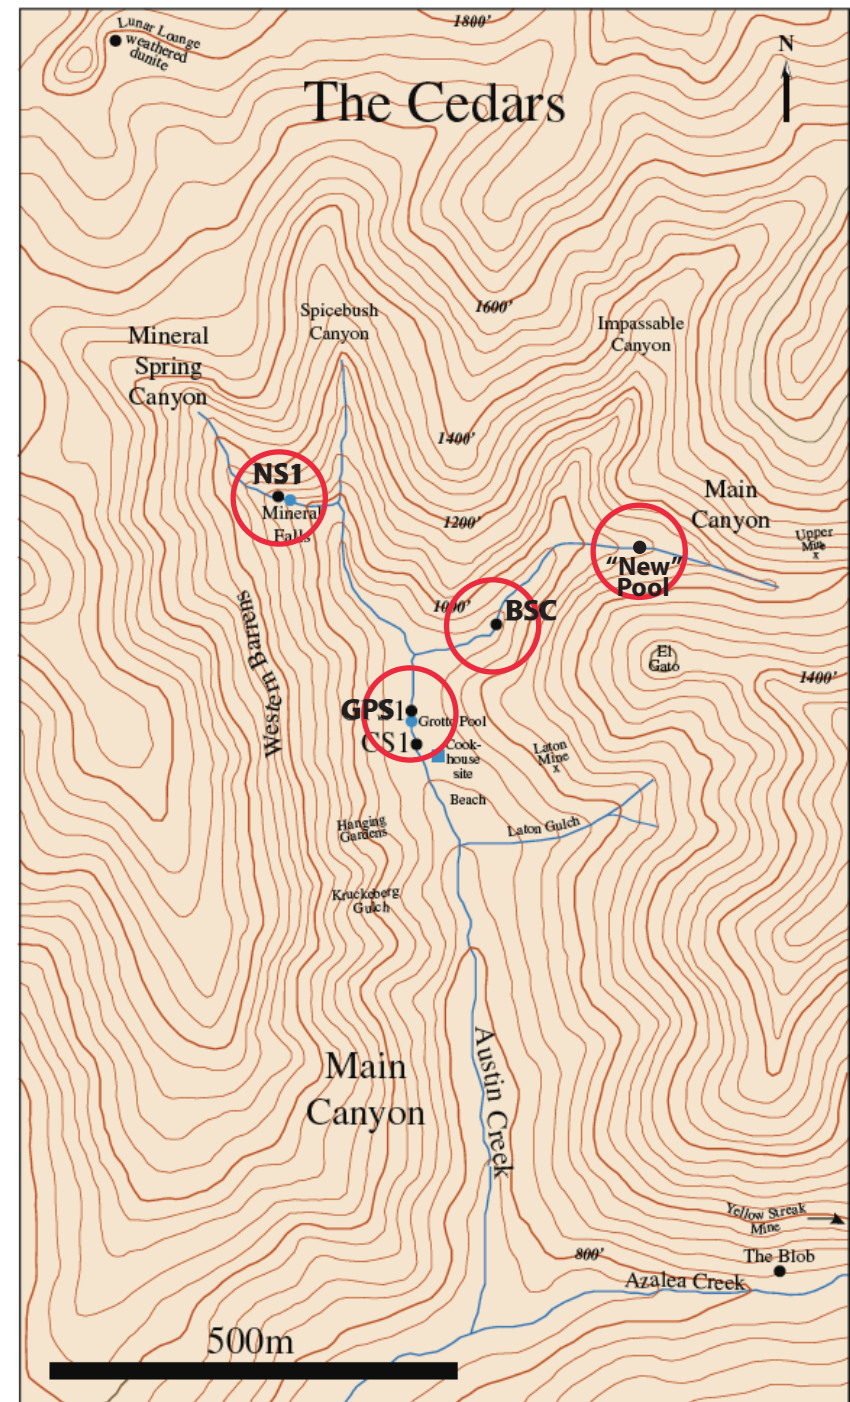 1800'
Lunar Lounge
weathered
dunite
N
The Cedars
1600'
Spicebush
Canyon
Impassable
Canyon
Mineral
Spring
Canyon
1400'
NS1
Mineral
Falls
Main
Canyon
1200'
Upper
Mine
x
"New"
Pool
1000'
BSC
Western Barrens
El
Gato
1400'
GPS1
Grotto Pool
CS1
Cook-
house
site
Laton
Mine
x
Beach
Hanging
Gardens
Laton Gulch
Kruckeberg
Gulch
Main
Canyon
Austin Creek
Yellow Streak
Mine
800'
The Blob
Azalea Creek
500m